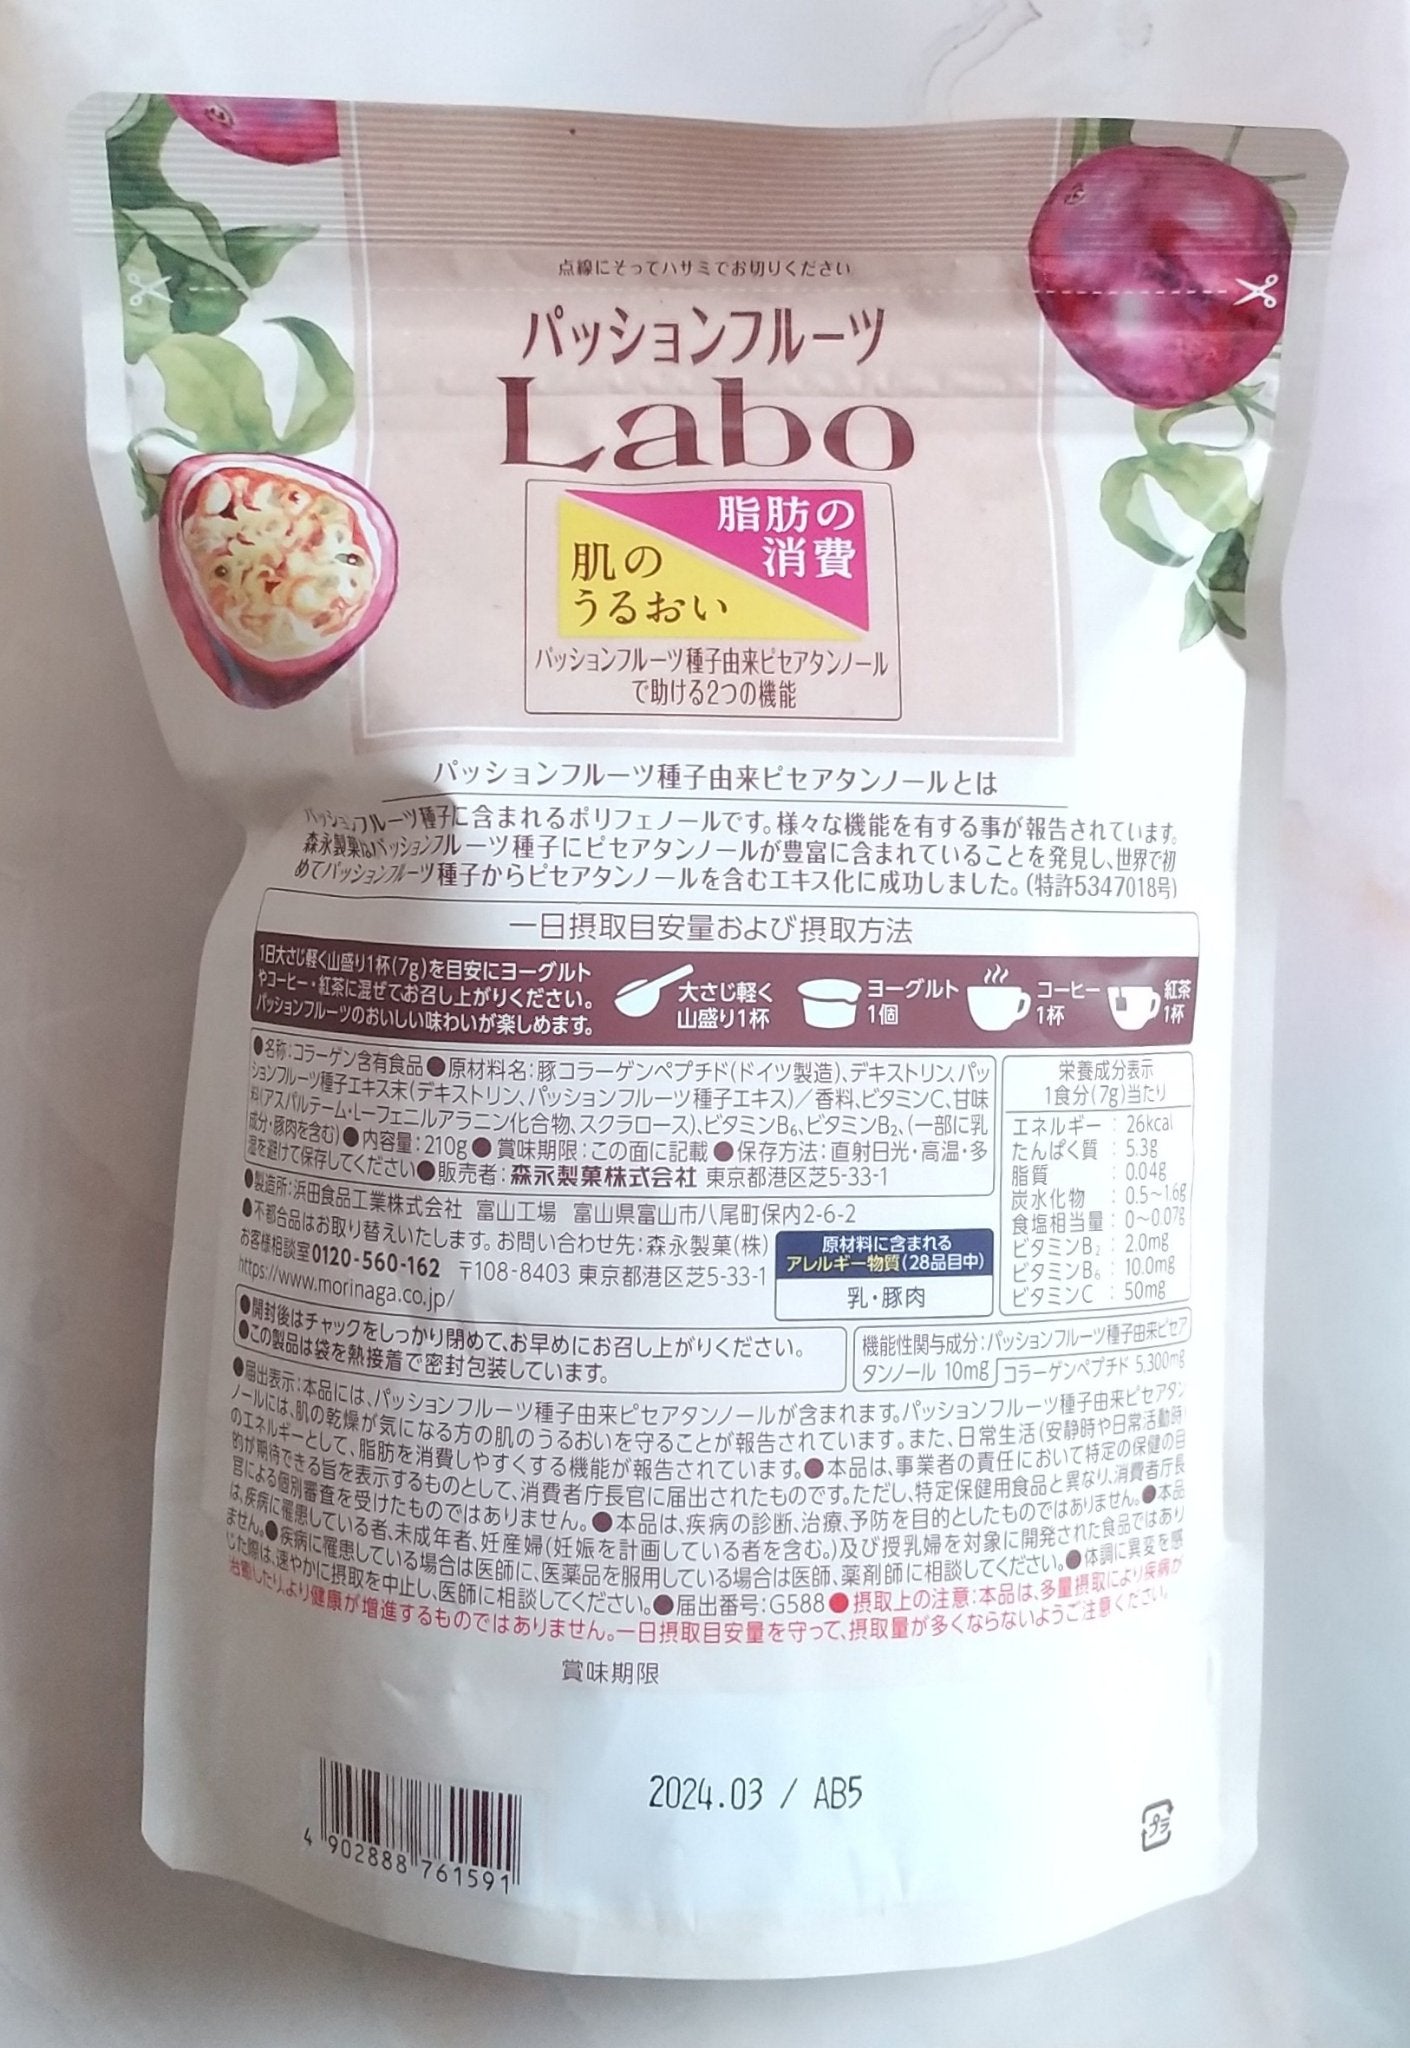 点線にそってハサミでお切りください
パッションフルーツ
Labo
脂肪の
消費
肌の
うるおい
パッションフルーツ種子由来ピセアタンノール
で助ける2つの機能
パッションフルーツ種子由来ピセアタンノールとは
パッションフルーツ種子に含まれるポリフェノールです。様々な機能を有する事が報告されています。
森永製菓はパッションフルーツ種子にピセアタンノールが豊富に含まれていることを発見し、世界で初
めてパッションフルーツ種子からピセアタンノールを含むエキス化に成功しました。(特許5347018号)
一日摂取目安量および摂取方法
1日大さじ軽く山盛り1杯(7g)を目安にヨーグルト
やコーヒー・紅茶に混ぜてお召し上がりください。
パッションフルーツのおいしい味わいが楽しめます。
大さじ軽く
山盛り1杯
ヨーグルト
1個
コーヒー
1杯
紅茶
1杯
●名称:コラーゲン含有食品●原材料名:豚コラーゲンペプチド(ドイツ製造)、デキストリン、パッ
ションフルーツ種子エキス末(デキストリン、パッションフルーツ種子エキス)/香料、ビタミンC、甘味
料(アスパルテーム・L-フェニルアラニン化合物、スクラロース)、ビタミンB6、ビタミンB2、(一部に乳
成分・豚肉を含む)●内容量:210g●賞味期限:この面に記載●保存方法:直射日光・高温・多
湿を避けて保存してください●販売者:森永製菓株式会社 東京都港区芝5-33-1
●製造所:浜田食品工業株式会社 富山工場 富山県富山市八尾町保内2-6-2
●不都合品はお取り替えいたします。お問い合わせ先:森永製菓(株)
お客様相談室0120-560-162 〒108-8403 東京都港区芝5-33-1
https://www.morinaga.co.jp/
原材料に含まれる
アレルギー物質(28品目中)
乳・豚肉
栄養成分表示
1食分(7g)当たり
エネルギー : 26kcal
たんぱく質 : 5.3g
脂質 : 0.04g
炭水化物 : 0.5~1.6g
食塩相当量 : 0~0.07g
ビタミンB2 : 2.0mg
ビタミンB6 : 10.0mg
ビタミンC : 50mg
●開封後はチャックをしっかり閉めて、お早めにお召し上がりください。
●この製品は袋を熱接着で密封包装しています。
機能性関与成分:パッションフルーツ種子由来ピセア
タンノール 10mg コラーゲンペプチド 5,300mg
●届出表示:本品には、パッションフルーツ種子由来ピセアタンノールが含まれます。パッションフルーツ種子由来ピセアタン
ノールには、肌の乾燥が気になる方の肌のうるおいを守ることが報告されています。また、日常生活(安静時や日常活動時)
のエネルギーとして、脂肪を消費しやすくする機能が報告されています。●本品は、事業者の責任において特定の保健の目
的が期待できる旨を表示するものとして、消費者庁長官に届出されたものです。ただし、特定保健用食品と異なり、消費者庁長
官による個別審査を受けたものではありません。●本品は、疾病の診断、治療、予防を目的としたものではありません。●本品
は、疾病に罹患している者、未成年者、妊産婦(妊娠を計画している者を含む。)及び授乳婦を対象に開発された食品ではあり
ません。●疾病に罹患している場合は医師に、医薬品を服用している場合は医師、薬剤師に相談してください。●体調に異変を感
じた際は、速やかに摂取を中止し、医師に相談してください。●届出番号:G588●摂取上の注意:本品は、多量摂取により疾病が
治癒したり、より健康が増進するものではありません。一日摂取目安量を守って、摂取量が多くならないようご注意ください。
賞味期限
2024.03 / AB5
4 902888 761591
プラ